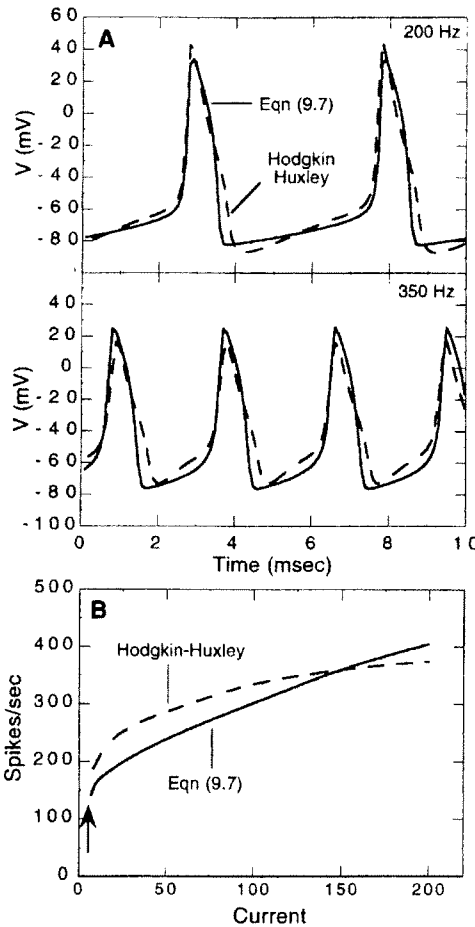 A
200 Hz
60
40
20
0
-20
-40
-60
-80
V (mV)
Eqn (9.7)
Hodgkin
Huxley
350 Hz
40
20
0
-20
-40
-60
-80
-100
V (mV)
0 2 4 6 8 10
Time (msec)
B
500
400
300
200
100
0
Spikes/sec
Hodgkin-Huxley
Eqn (9.7)
0 50 100 150 200
Current